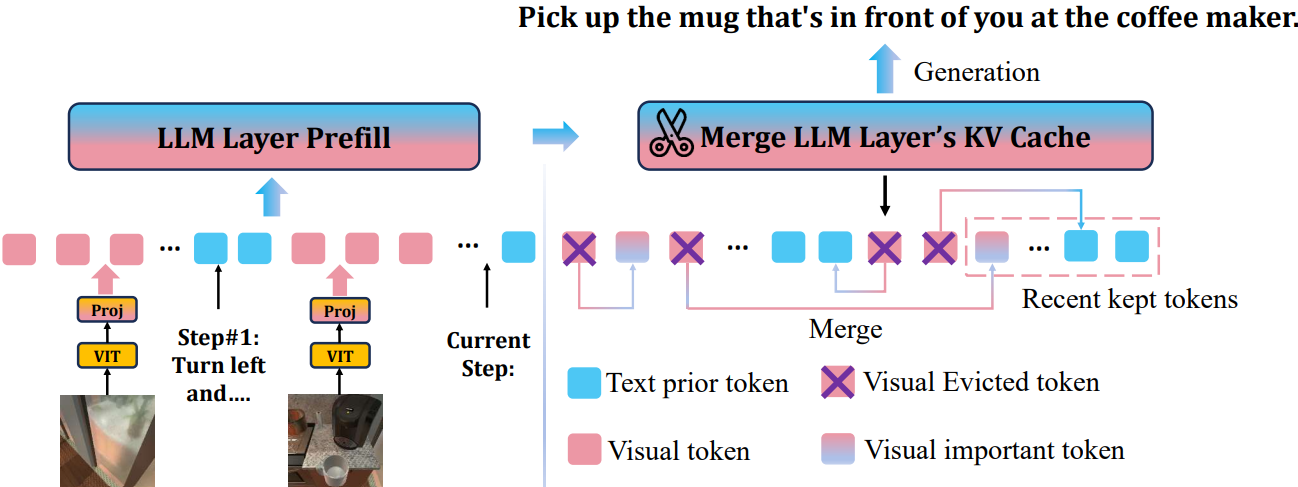 Pick up the mug that's in front of you at the coffee maker.
Generation
LLM Layer Prefill
Merge LLM Layer's KV Cache
...
...
...
...
Proj
VIT
Step#1:
Turn left
and....
Proj
VIT
Current
Step:
Merge
Recent kept tokens
Text prior token
Visual Evicted token
Visual token
Visual important token